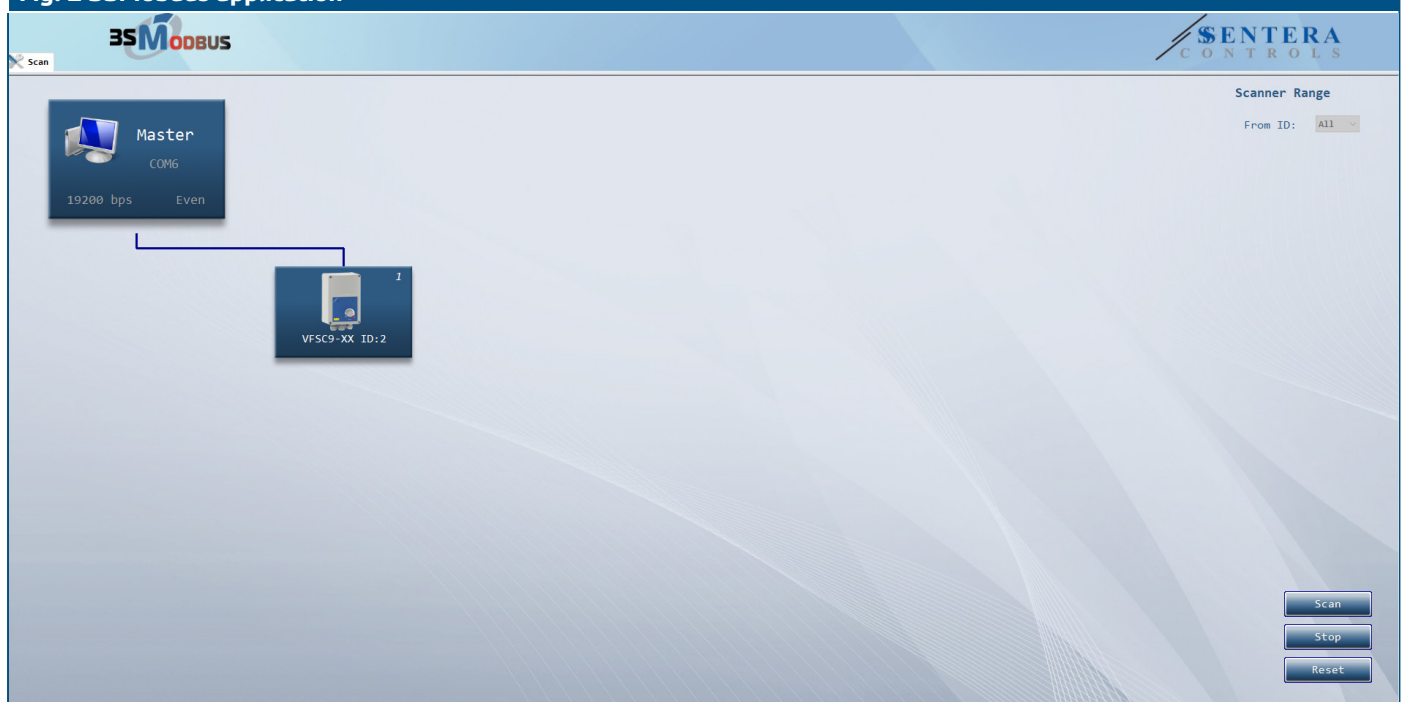 3SMODBUS
SENTERA
CONTROLS
Scan
Scanner Range
From ID: All
Master
COM6
19200 bps Even
1
VFSC9-XX ID:2
Scan
Stop
Reset